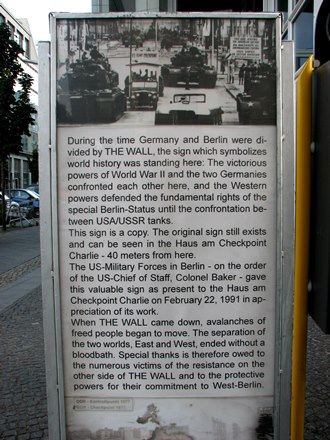 During the time Germany and Berlin were di-
vided by THE WALL, the sign which symbolizes
world history was standing here: The victorious
powers of World War II and the two Germanies
confronted each other here, and the Western
powers defended the fundamental rights of the
special Berlin-Status until the confrontation be-
tween USA/USSR tanks.
This sign is a copy. The original sign still exists
and can be seen in the Haus am Checkpoint
Charlie - 40 meters from here.
The US-Military Forces in Berlin - on the order
of the US-Chief of Staff, Colonel Baker - gave
this valuable sign as present to the Haus am
Checkpoint Charlie on February 22, 1991 in ap-
preciation of its work.
When THE WALL came down, avalanches of
freed people began to move. The separation of
the two worlds, East and West, ended without a
bloodbath. Special thanks is therefore owed to
the numerous victims of the resistance on the
other side of THE WALL and to the protective
powers for their commitment to West-Berlin.